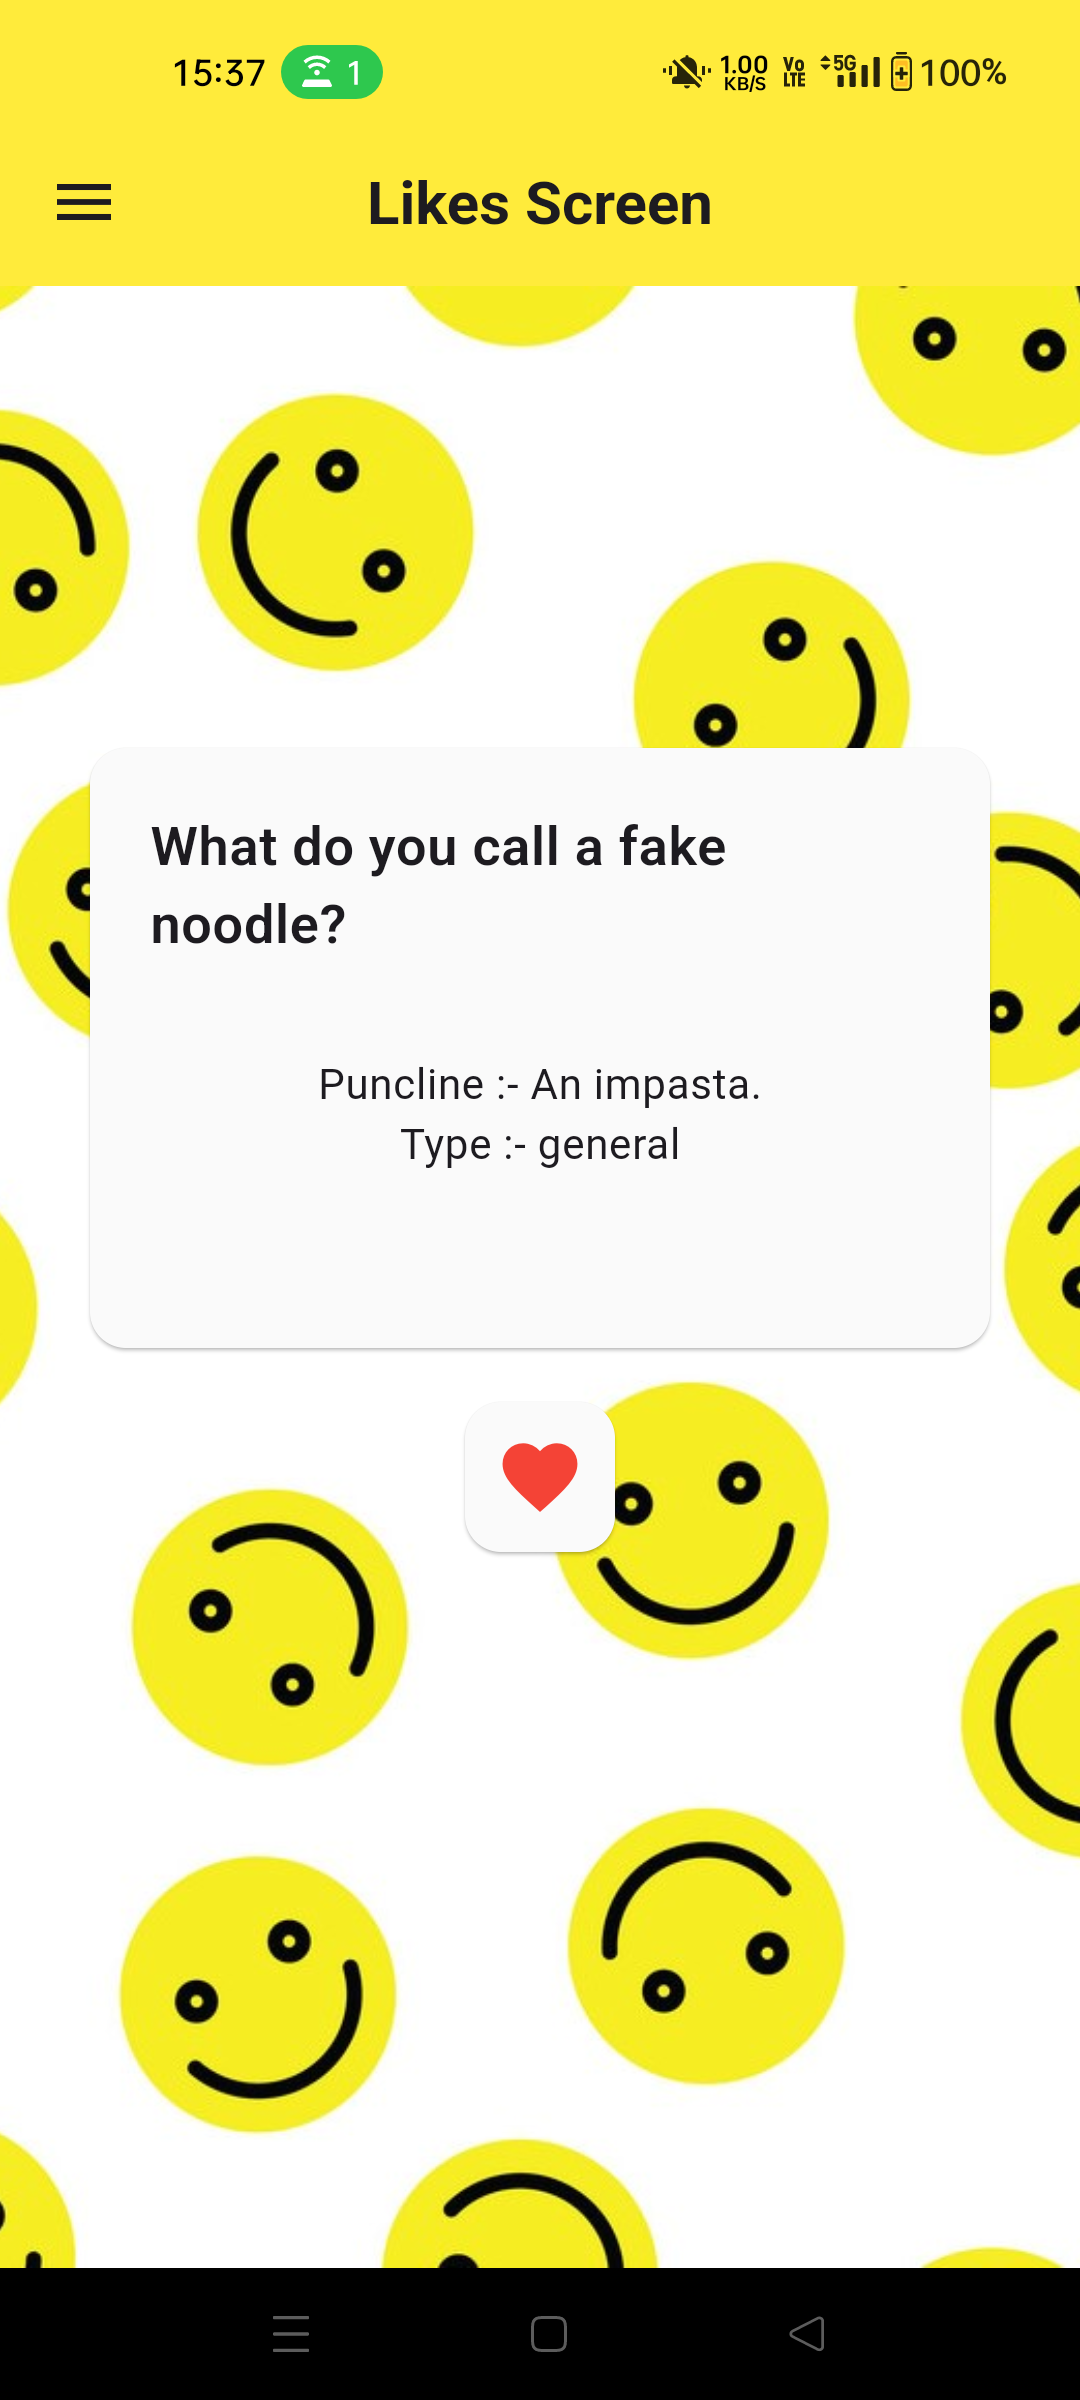 15:37 1 1.00 KB/S Vo LTE 5G 100%
Likes Screen
What do you call a fake
noodle?
Puncline :- An impasta.
Type :- general